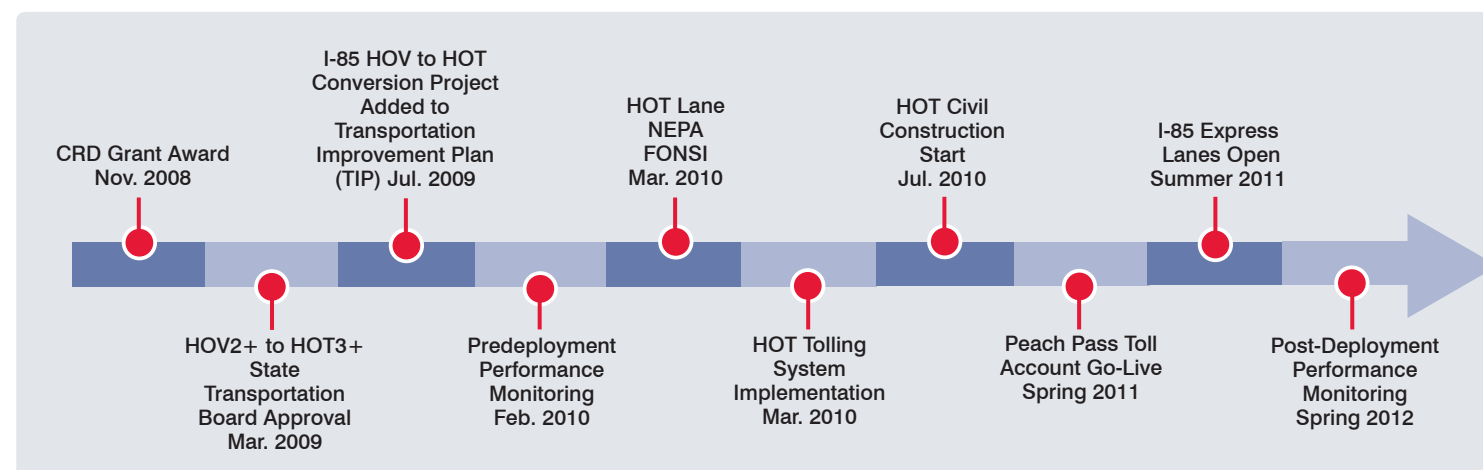 CRD Grant Award
Nov. 2008
HOV2+ to HOT3+
State
Transportation
Board Approval
Mar. 2009
I-85 HOV to HOT
Conversion Project
Added to
Transportation
Improvement Plan
(TIP) Jul. 2009
Predeployment
Performance
Monitoring
Feb. 2010
HOT Lane
NEPA
FONSI
Mar. 2010
HOT Tolling
System
Implementation
Mar. 2010
HOT Civil
Construction
Start
Jul. 2010
Peach Pass Toll
Account Go-Live
Spring 2011
I-85 Express
Lanes Open
Summer 2011
Post-Deployment
Performance
Monitoring
Spring 2012